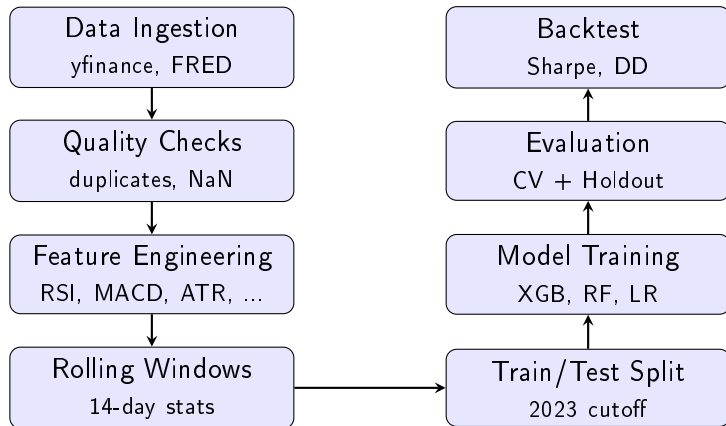 Data Ingestion
yfinance, FRED
Quality Checks
duplicates, NaN
Feature Engineering
RSI, MACD, ATR, ...
Rolling Windows
14-day stats
Backtest
Sharpe, DD
Evaluation
CV + Holdout
Model Training
XGB, RF, LR
Train/Test Split
2023 cutoff